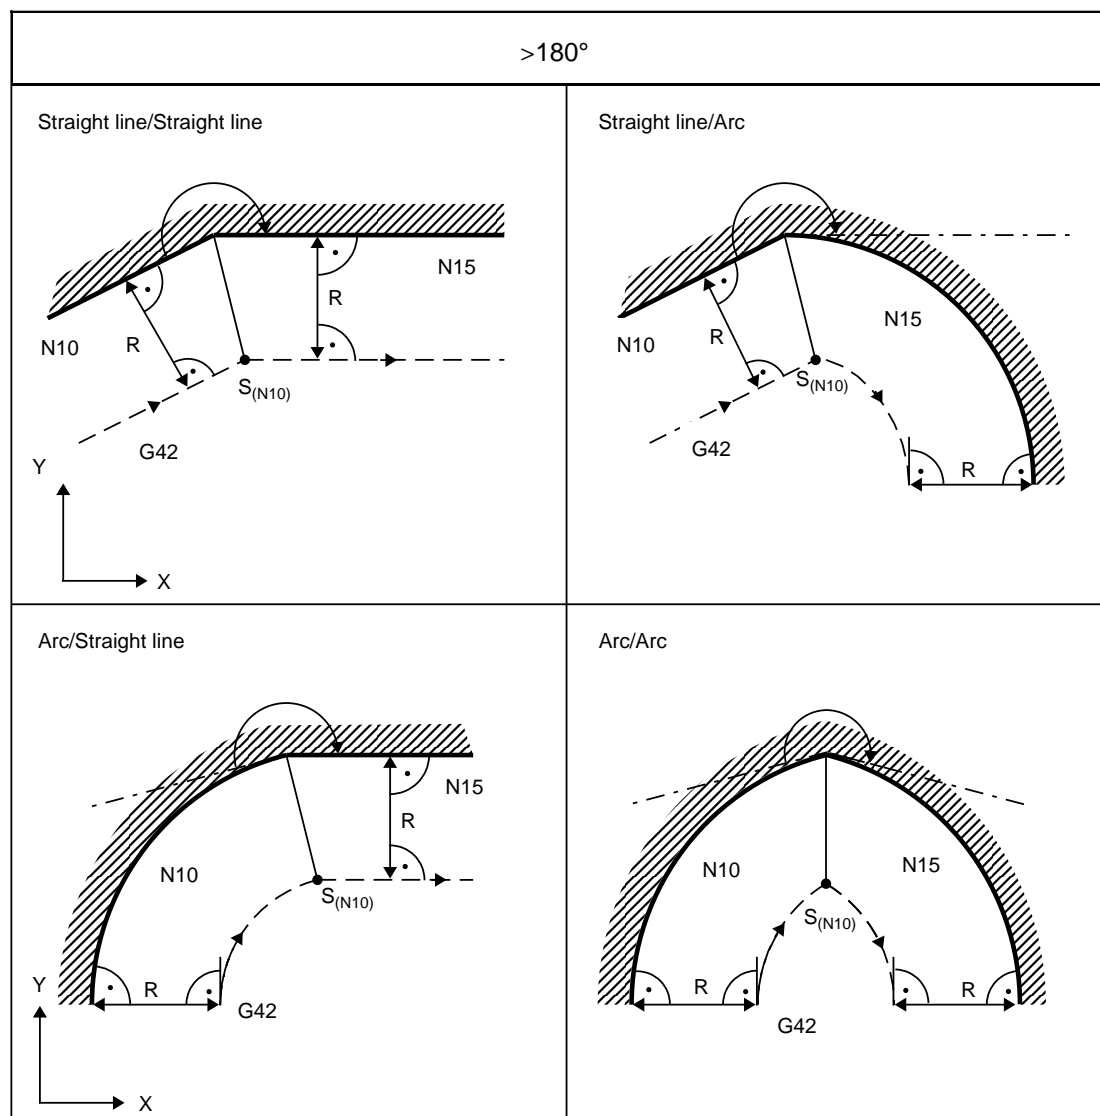 >180°
Straight line/Straight line
N15
R
N10
R
S(N10)
G42
Y
X
Straight line/Arc
N15
N10
R
S(N10)
G42
R
Arc/Straight line
N15
R
N10
S(N10)
Y
R
G42
X
Arc/Arc
N10
N15
S(N10)
R
R
G42